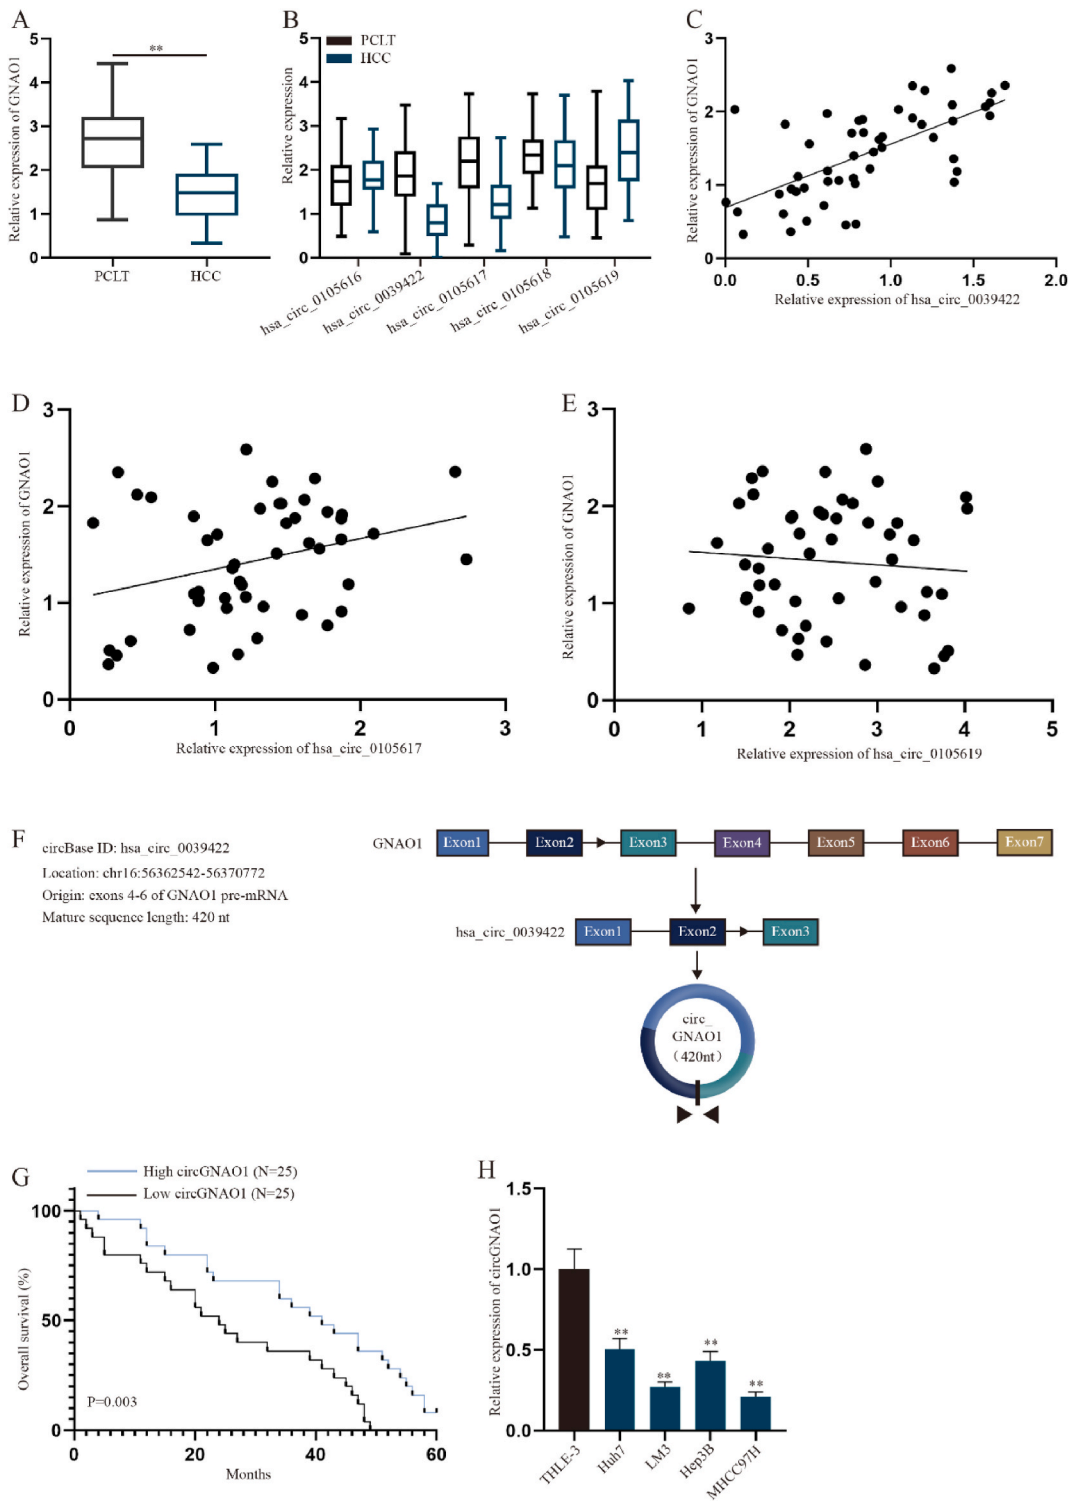 A
Relative expression of GNAO1
5
4
3
2
1
0
**
PCLT
HCC
B
Relative expression
5
4
3
2
1
0
PCLT
HCC
hsa_circ_0105616
hsa_circ_0039422
hsa_circ_0105617
hsa_circ_0105618
hsa_circ_0105619
C
Relative expression of GNAO1
3
2
1
0
0.0
0.5
1.0
1.5
2.0
Relative expression of hsa_circ_0039422
D
Relative expression of GNAO1
3
2
1
0
0
1
2
3
Relative expression of hsa_circ_0105617
E
Relative expression of GNAO1
3
2
1
0
0
1
2
3
4
5
Relative expression of hsa_circ_0105619
F
circBase ID: hsa_circ_0039422
Location: chr16:56362542-56370772
Origin: exons 4-6 of GNAO1 pre-mRNA
Mature sequence length: 420 nt
GNAO1
Exon1
Exon2
Exon3
Exon4
Exon5
Exon6
Exon7
hsa_circ_0039422
Exon1
Exon2
Exon3
circ_
GNAO1
(420nt)
G
High circGNAO1 (N=25)
Low circGNAO1 (N=25)
Overall survival (%)
100
50
0
P=0.003
0
20
40
60
Months
H
Relative expression of circGNAO1
1.5
1.0
0.5
0.0
**
**
**
**
THLE-3
Huh7
LM3
Hep3B
MHCC97H